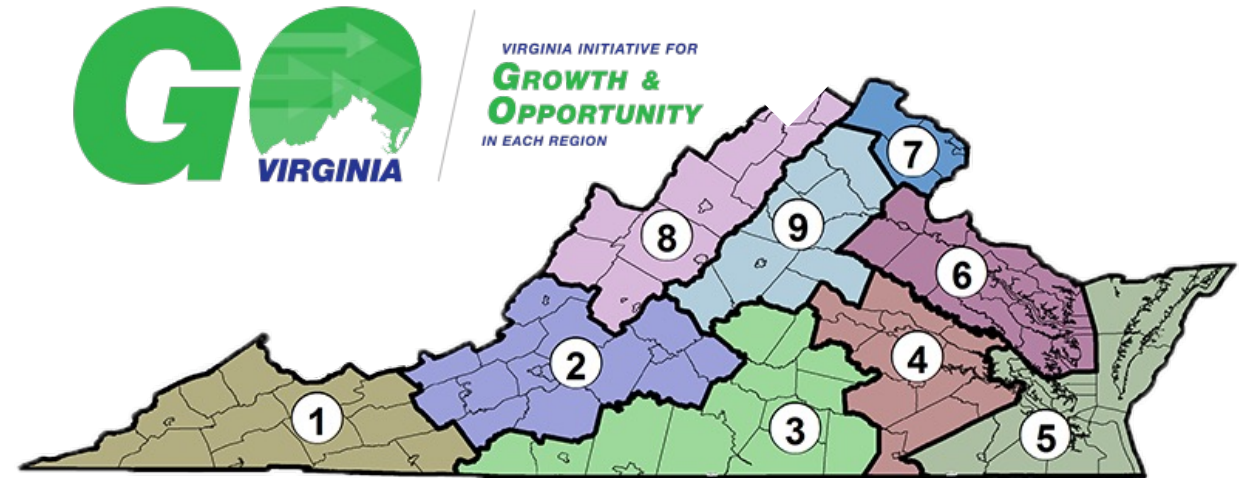 GO
VIRGINIA
VIRGINIA INITIATIVE FOR
GROWTH &
OPPORTUNITY
IN EACH REGION
7
8
9
6
2
4
1
3
5